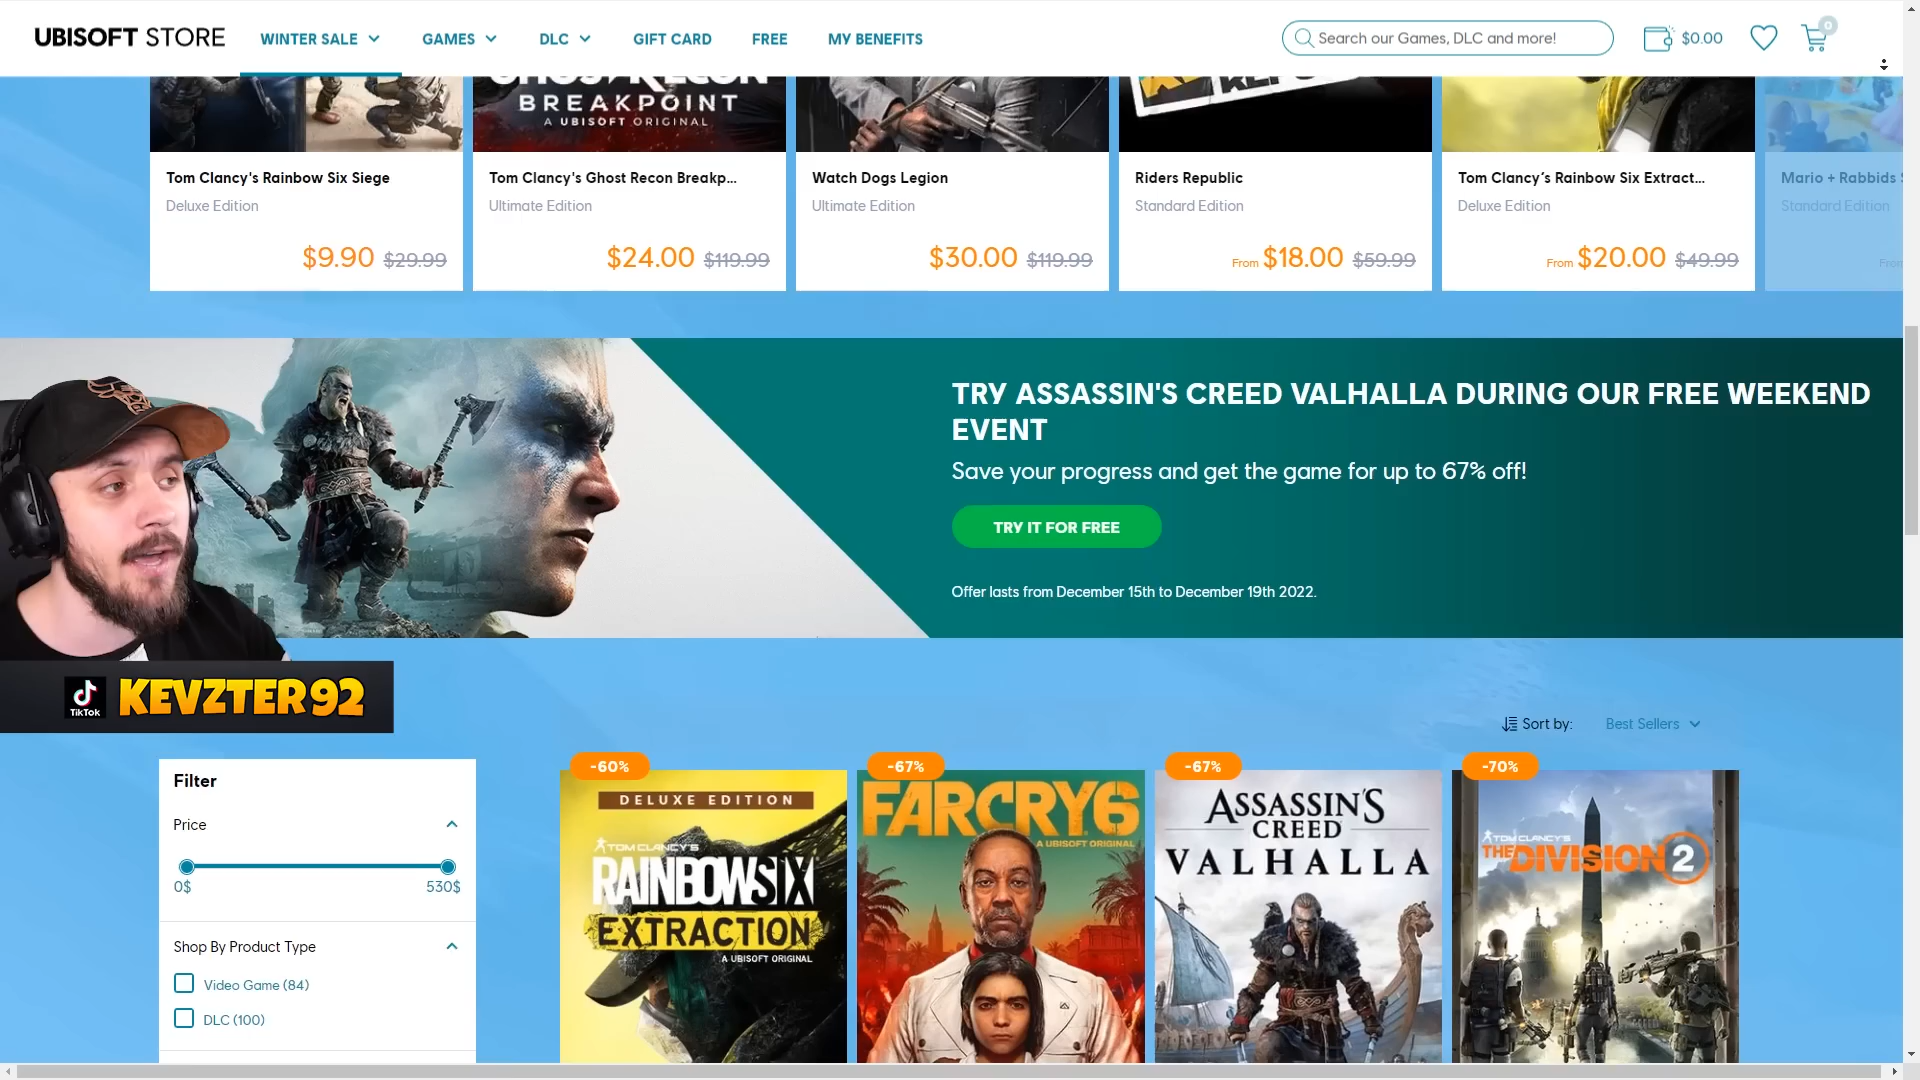 UBISOFT STORE
WINTER SALE
GAMES
DLC
GIFT CARD
FREE
MY BENEFITS
Search our Games, DLC and more!
$0.00
0
BREAKPOINT
A UBISOFT ORIGINAL
Tom Clancy's Rainbow Six Siege
Deluxe Edition
$9.90 $29.99
Tom Clancy's Ghost Recon Breakp...
Ultimate Edition
$24.00 $119.99
Watch Dogs Legion
Ultimate Edition
$30.00 $119.99
Riders Republic
Standard Edition
From $18.00 $59.99
Tom Clancy's Rainbow Six Extract...
Deluxe Edition
From $20.00 $49.99
Mario + Rabbids
Standard Edition
From
TRY ASSASSIN'S CREED VALHALLA DURING OUR FREE WEEKEND
EVENT
Save your progress and get the game for up to 67% off!
TRY IT FOR FREE
Offer lasts from December 15th to December 19th 2022.
TikTok
KEVZTER92
Sort by: Best Sellers
Filter
Price
0$ 530$
Shop By Product Type
Video Game (84)
DLC (100)
-60%
DELUXE EDITION
TOM CLANCY'S
RAINBOW SIX
EXTRACTION
A UBISOFT ORIGINAL
-67%
FARCRY6
A UBISOFT ORIGINAL
-67%
ASSASSIN'S
CREED
VALHALLA
-70%
TOM CLANCY'S
THE DIVISION 2